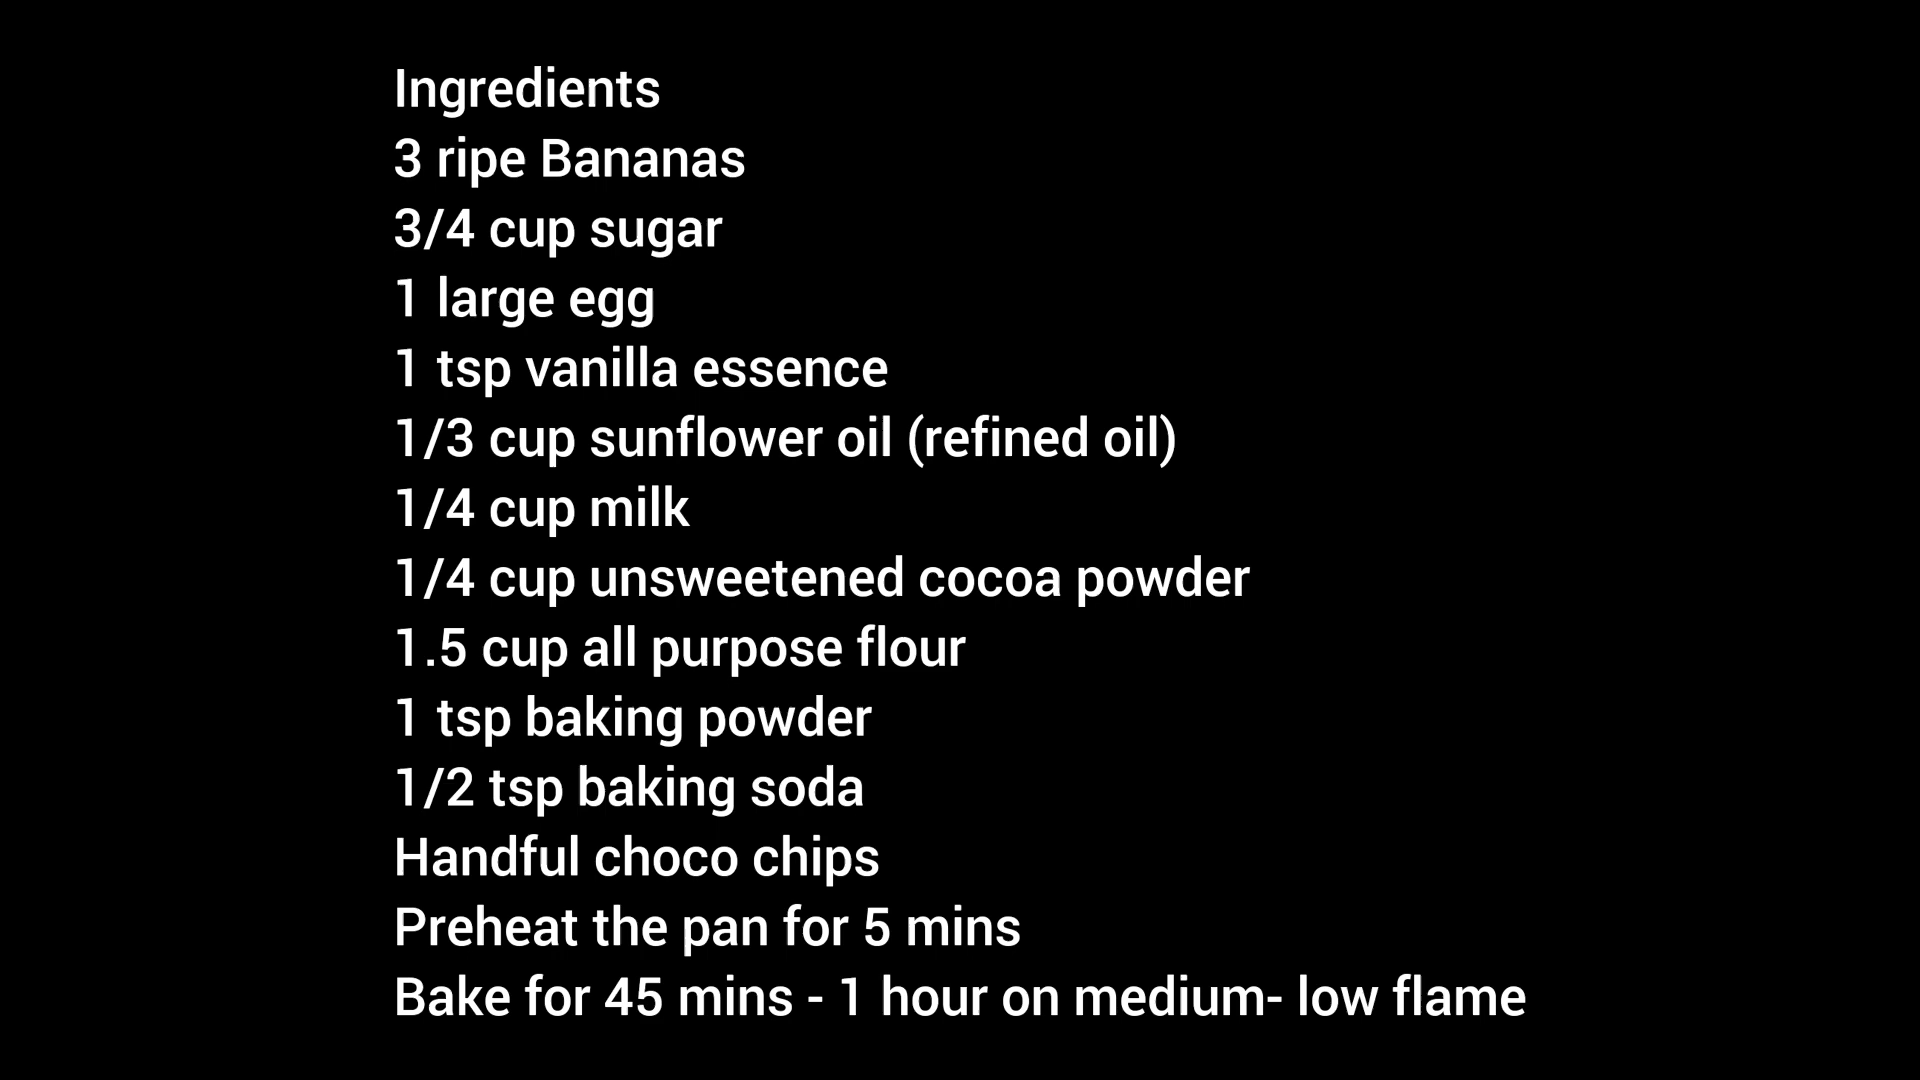 Ingredients
3 ripe Bananas
3/4 cup sugar
1 large egg
1 tsp vanilla essence
1/3 cup sunflower oil (refined oil)
1/4 cup milk
1/4 cup unsweetened cocoa powder
1.5 cup all purpose flour
1 tsp baking powder
1/2 tsp baking soda
Handful choco chips
Preheat the pan for 5 mins
Bake for 45 mins - 1 hour on medium- low flame